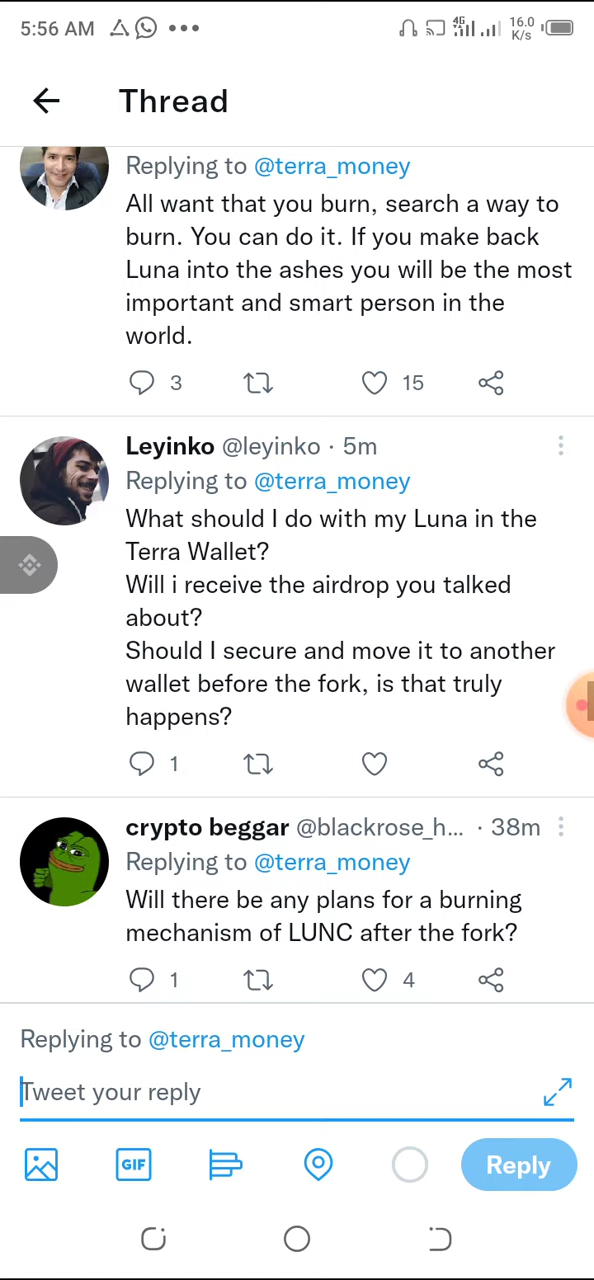 5:56 AM
4G
16.0
K/s
Thread
Replying to @terra_money
All want that you burn, search a way to
burn. You can do it. If you make back
Luna into the ashes you will be the most
important and smart person in the
world.
3 15
Leyinko @leyinko · 5m
Replying to @terra_money
What should I do with my Luna in the
Terra Wallet?
Will i receive the airdrop you talked
about?
Should I secure and move it to another
wallet before the fork, is that truly
happens?
1
crypto beggar @blackrose_h... · 38m
Replying to @terra_money
Will there be any plans for a burning
mechanism of LUNC after the fork?
1 4
Replying to @terra_money
Tweet your reply
GIF
Reply